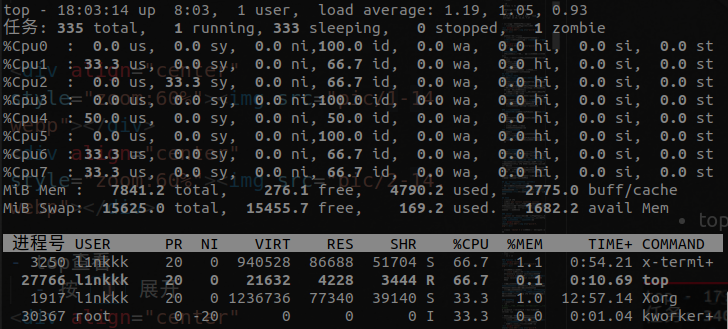 top - 18:03:14 up  8:03,  1 user,  load average: 1.19, 1.05, 0.93
任务: 335 total,   1 running, 333 sleeping,   0 stopped,   1 zombie
%Cpu0  :  0.0 us,  0.0 sy,  0.0 ni,100.0 id,  0.0 wa,  0.0 hi,  0.0 si,  0.0 st
%Cpu1  : 33.3 us,  0.0 sy,  0.0 ni, 66.7 id,  0.0 wa,  0.0 hi,  0.0 si,  0.0 st
%Cpu2  :  0.0 us, 33.3 sy,  0.0 ni, 66.7 id,  0.0 wa,  0.0 hi,  0.0 si,  0.0 st
%Cpu3  :  0.0 us,  0.0 sy,  0.0 ni,100.0 id,  0.0 wa,  0.0 hi,  0.0 si,  0.0 st
%Cpu4  : 50.0 us,  0.0 sy,  0.0 ni, 50.0 id,  0.0 wa,  0.0 hi,  0.0 si,  0.0 st
%Cpu5  :  0.0 us,  0.0 sy,  0.0 ni,100.0 id,  0.0 wa,  0.0 hi,  0.0 si,  0.0 st
%Cpu6  : 33.3 us,  0.0 sy,  0.0 ni, 66.7 id,  0.0 wa,  0.0 hi,  0.0 si,  0.0 st
%Cpu7  : 33.3 us,  0.0 sy,  0.0 ni, 66.7 id,  0.0 wa,  0.0 hi,  0.0 si,  0.0 st
MiB Mem :   7841.2 total,    276.1 free,   4790.2 used,   2775.0 buff/cache
MiB Swap:  15625.0 total,  15455.7 free,    169.2 used.   1682.2 avail Mem
进程号 USER      PR  NI    VIRT    RES    SHR    %CPU  %MEM     TIME+ COMMAND
3250 linkkk    20   0  940528  86688  51704 S  66.7   1.1   0:54.21 x-termi+
27766 linkkk    20   0   21632   4228   3444 R  66.7   0.1   0:10.69 top
1917 linkkk    20   0 1236736  77340  39140 S  33.3   1.0  12:57.14 Xorg
30367 root       0 -20       0      0      0 I  33.3   0.0   0:01.04 kworker+